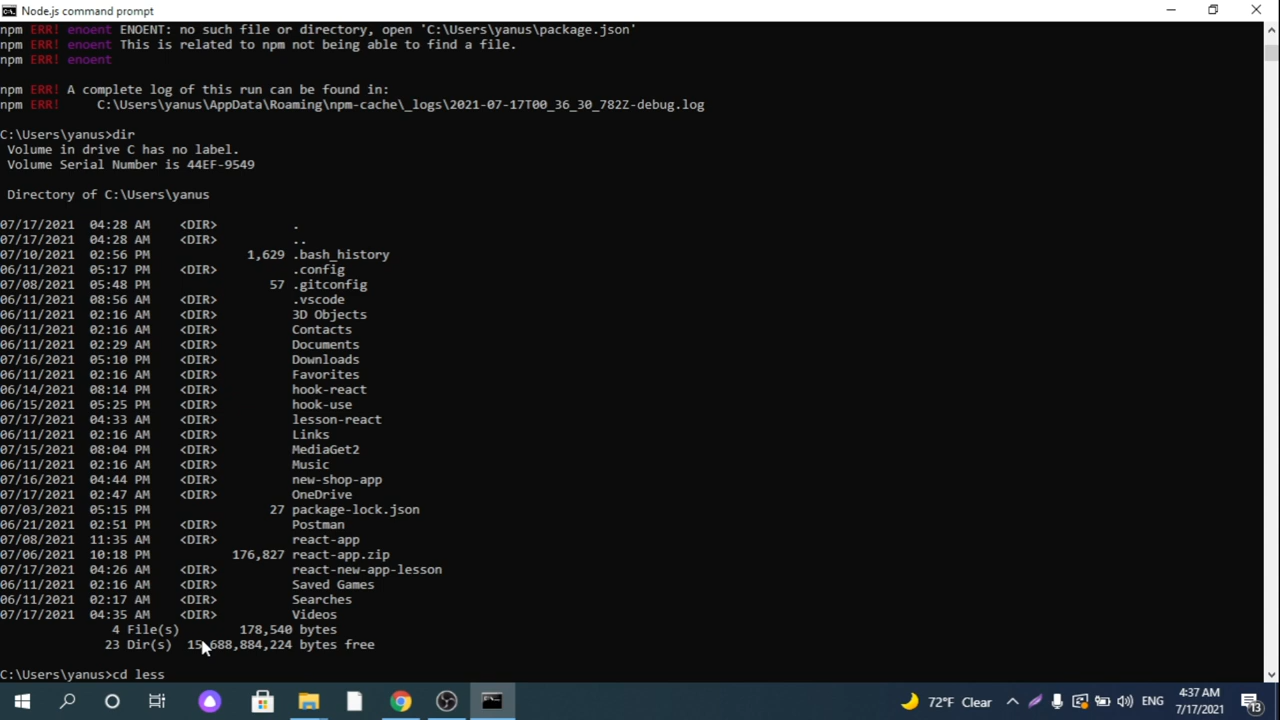 Node.js command prompt
npm ERR! enoent ENOENT: no such file or directory, open 'C:\Users\yanus\package.json'
npm ERR! enoent This is related to npm not being able to find a file.
npm ERR! enoent
npm ERR! A complete log of this run can be found in:
npm ERR!     C:\Users\yanus\AppData\Roaming\npm-cache\_logs\2021-07-17T00_36_30_782Z-debug.log
C:\Users\yanus>dir
 Volume in drive C has no label.
 Volume Serial Number is 44EF-9549
 Directory of C:\Users\yanus
07/17/2021  04:28 AM    <DIR>          .
07/17/2021  04:28 AM    <DIR>          ..
07/10/2021  02:56 PM             1,629 .bash_history
06/11/2021  05:17 PM    <DIR>          .config
07/08/2021  05:48 PM                57 .gitconfig
06/11/2021  08:56 AM    <DIR>          .vscode
06/11/2021  02:16 AM    <DIR>          3D Objects
06/11/2021  02:16 AM    <DIR>          Contacts
06/11/2021  02:29 AM    <DIR>          Documents
07/16/2021  05:10 PM    <DIR>          Downloads
06/11/2021  02:16 AM    <DIR>          Favorites
06/14/2021  08:14 PM    <DIR>          hook-react
06/15/2021  05:25 PM    <DIR>          hook-use
07/17/2021  04:33 AM    <DIR>          lesson-react
06/11/2021  02:16 AM    <DIR>          Links
07/15/2021  08:04 PM    <DIR>          MediaGet2
06/11/2021  02:16 AM    <DIR>          Music
07/16/2021  04:44 PM    <DIR>          new-shop-app
07/17/2021  02:47 AM    <DIR>          OneDrive
07/03/2021  05:15 PM                27 package-lock.json
06/21/2021  02:51 PM    <DIR>          Postman
07/08/2021  11:35 AM    <DIR>          react-app
07/06/2021  10:18 PM           176,827 react-app.zip
07/17/2021  04:26 AM    <DIR>          react-new-app-lesson
06/11/2021  02:16 AM    <DIR>          Saved Games
06/11/2021  02:17 AM    <DIR>          Searches
07/17/2021  04:35 AM    <DIR>          Videos
               4 File(s)        178,540 bytes
              23 Dir(s)  bytes free
C:\Users\yanus>cd less
72°F Clear
ENG
4:37 AM
7/17/2021
13